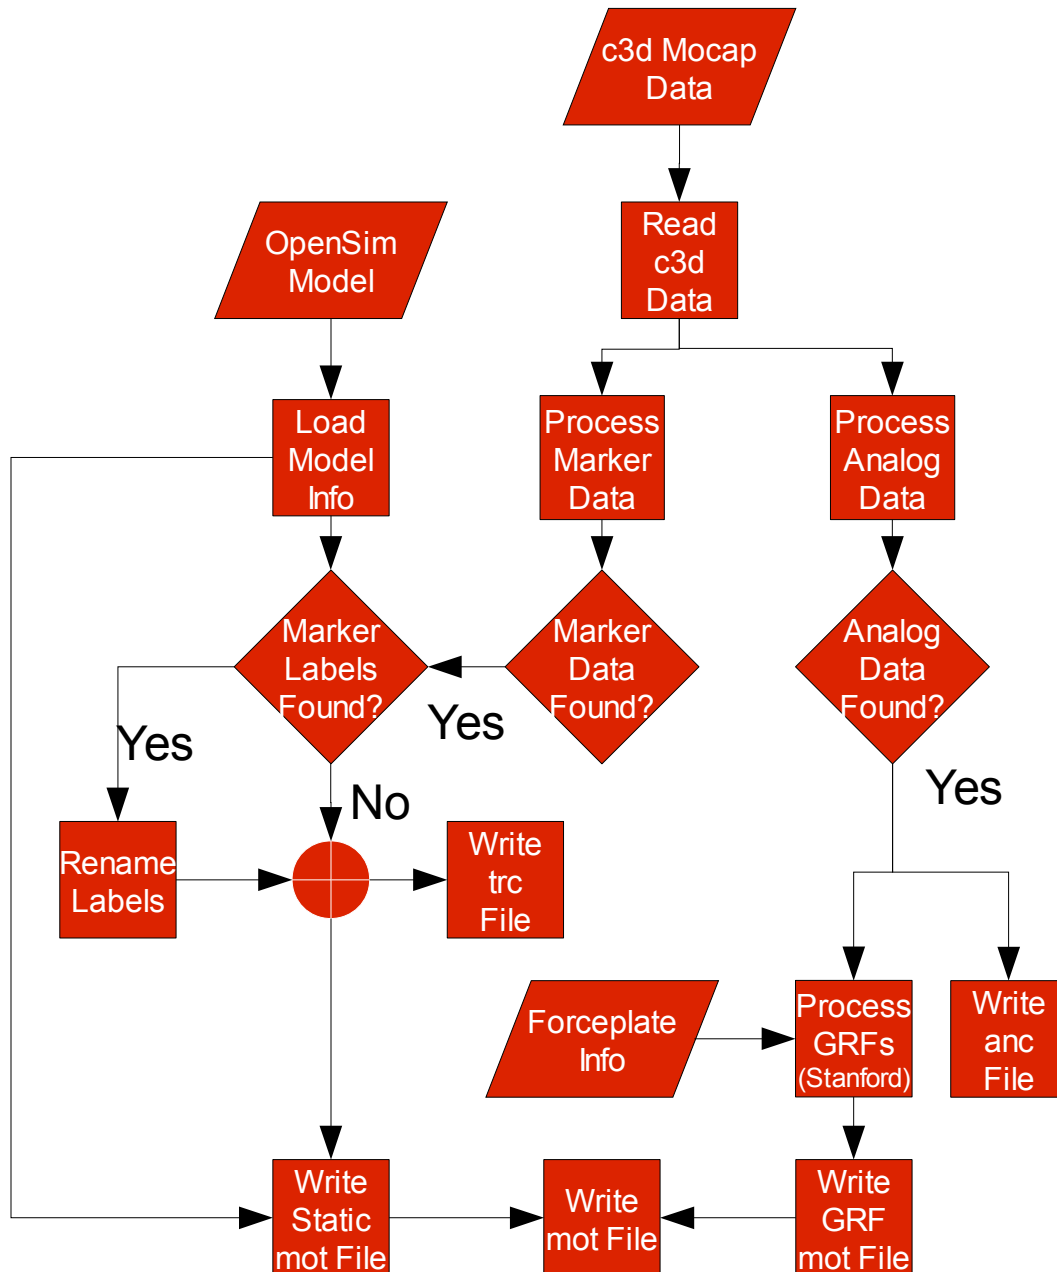 c3d Mocap
Data
Read
c3d
Data
OpenSim
Model
Load
Model
Info
Process
Marker
Data
Process
Analog
Data
Marker
Labels
Found?
Marker
Data
Found?
Analog
Data
Found?
Yes
Yes
Yes
No
Rename
Labels
Write
trc
File
Forceplate
Info
Process
GRFs
(Stanford)
Write
anc
File
Write
Static
mot File
Write
mot File
Write
GRF
mot File